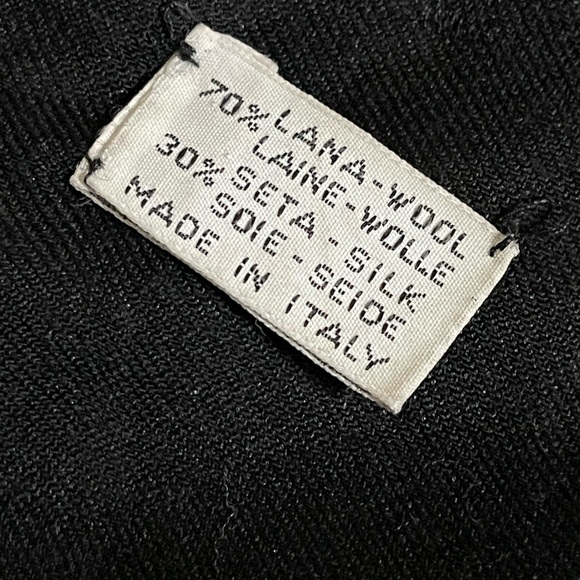 70% LANA-WOOL
LAINE-WOLLE
30% SETA-SILK
SOIE-SEIDE
MADE IN ITALY